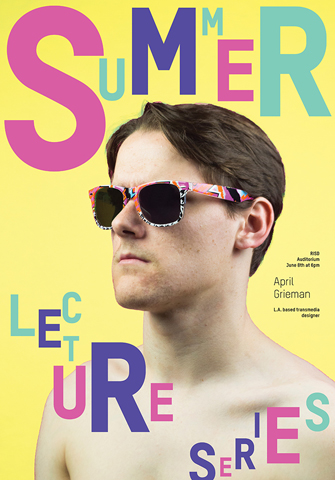 SUMMER
RISD
Auditorium
June 8th at 6pm
April
Grieman
L.A. based transmedia
designer
LECTURE
SERIES